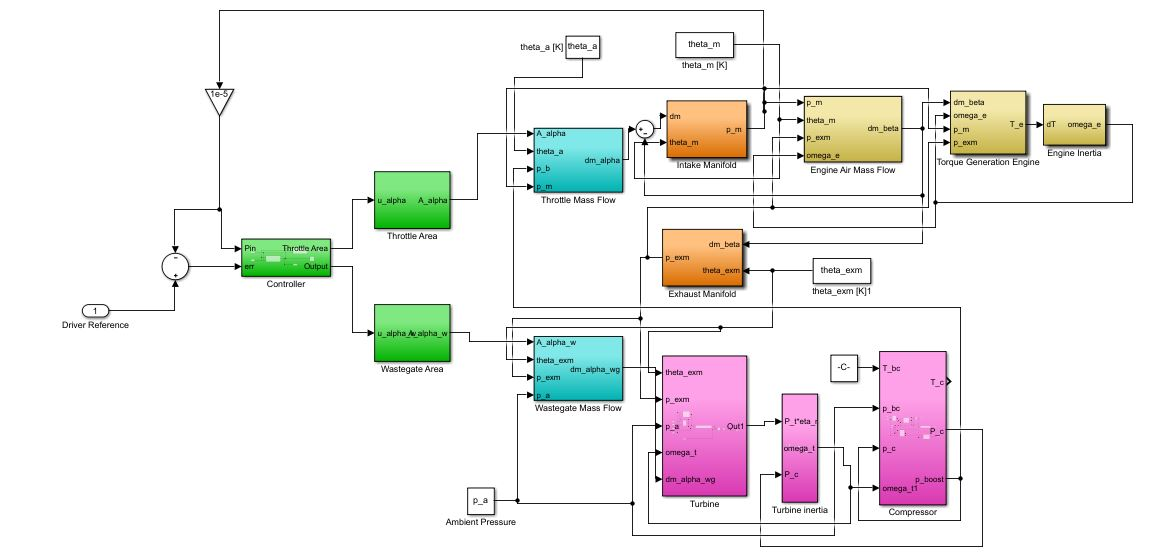 theta_a [K]
theta_a
theta_m
theta_m [K]
1e-5
A_alpha
theta_a
p_b
p_m
dm_alpha
Throttle Mass Flow
+
-
dm
theta_m
p_m
Intake Manifold
p_m
theta_m
p_exm
omega_e
dm_beta
Engine Air Mass Flow
dm_beta
omega_e
p_m
p_exm
T_e
Torque Generation Engine
dT
omega_e
Engine Inertia
u_alpha
A_alpha
Throttle Area
-
+
Pin
err
Throttle Area
Output
Controller
1
Driver Reference
dm_beta
p_exm
theta_exm
Exhaust Manifold
theta_exm
theta_exm [K]1
u_alpha_w
A_alpha_w
Wastegate Area
A_alpha_w
theta_exm
p_exm
p_a
dm_alpha_wg
Wastegate Mass Flow
theta_exm
p_exm
p_a
omega_t
dm_alpha_wg
Out1
Turbine
P_t*eta_
omega_t
P_c
Turbine inertia
-C-
T_bc
p_bc
p_c
omega_t1
T_c
P_c
p_boost
Compressor
p_a
Ambient Pressure